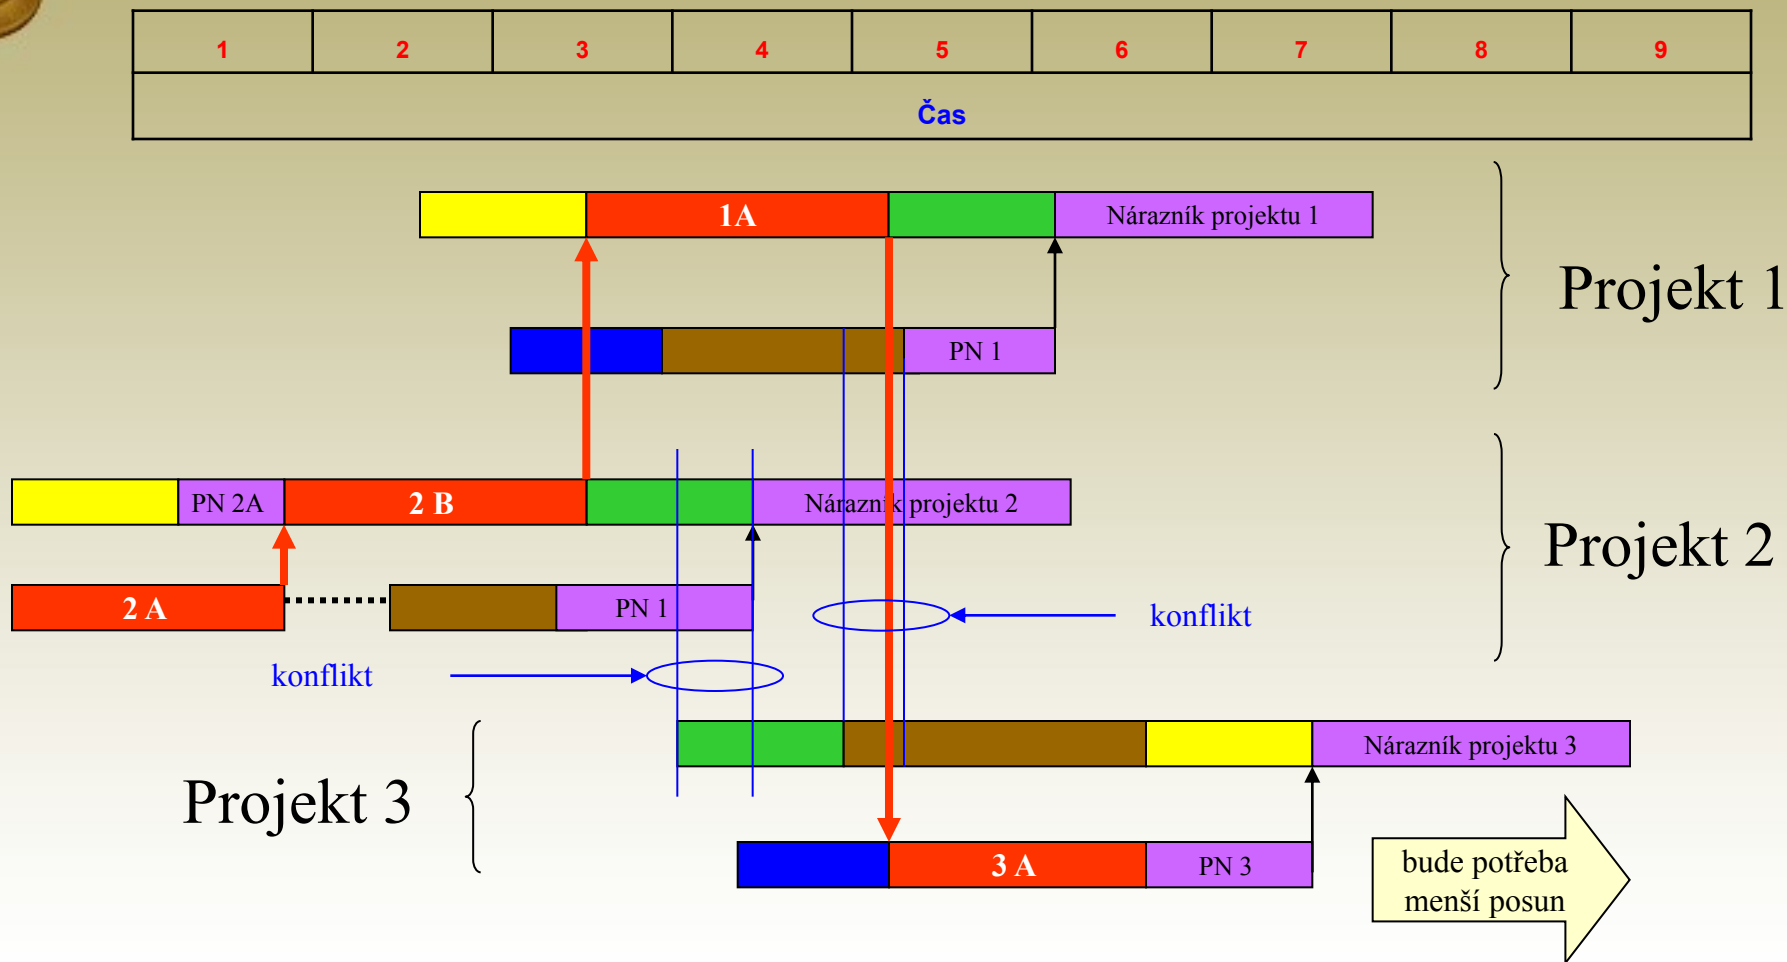 1 2 3 4 5 6 7 8 9
Čas
1A
Nárazník projektu 1
Projekt 1
PN 1
PN 2A
2 B
Nárazník projektu 2
Projekt 2
2 A
PN 1
konflikt
konflikt
Nárazník projektu 3
Projekt 3
3 A
PN 3
bude potřeba
menší posun